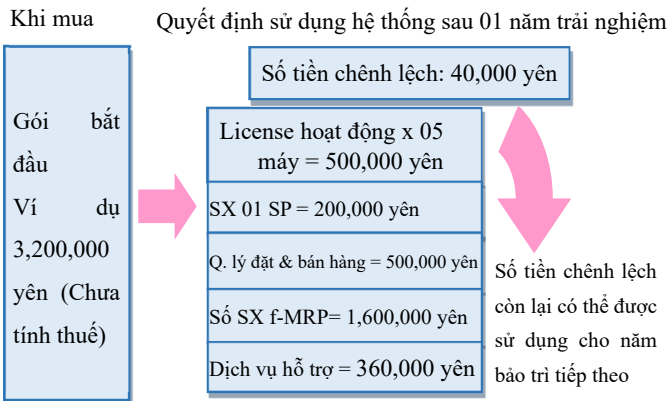 Khi mua
Quyết định sử dụng hệ thống sau 01 năm trải nghiệm
Gói bắt
đầu
Ví dụ
3,200,000
yên (Chưa
tính thuế)
Số tiền chênh lệch: 40,000 yên
License hoạt động x 05
máy = 500,000 yên
SX 01 SP = 200,000 yên
Q. lý đặt & bán hàng = 500,000 yên
Số SX f-MRP= 1,600,000 yên
Dịch vụ hỗ trợ = 360,000 yên
Số tiền chênh lệch
còn lại có thể được
sử dụng cho năm
bảo trì tiếp theo